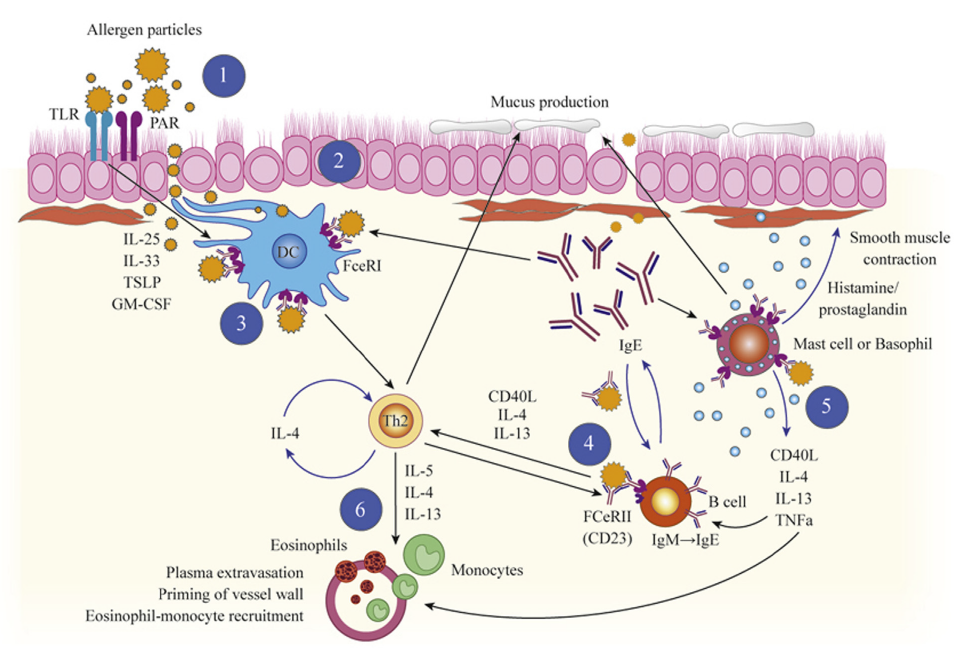 Allergen particles
1
TLR
PAR
Mucus production
2
IL-25
IL-33
TSLP
GM-CSF
DC
FceRI
3
IgE
Smooth muscle
contraction
Histamine/
prostaglandin
Mast cell or Basophil
5
Th2
IL-4
CD40L
IL-4
IL-13
4
FCeRII
(CD23)
B cell
IgM→IgE
CD40L
IL-4
IL-13
TNFa
IL-5
IL-4
IL-13
6
Eosinophils
Monocytes
Plasma extravasation
Priming of vessel wall
Eosinophil-monocyte recruitment